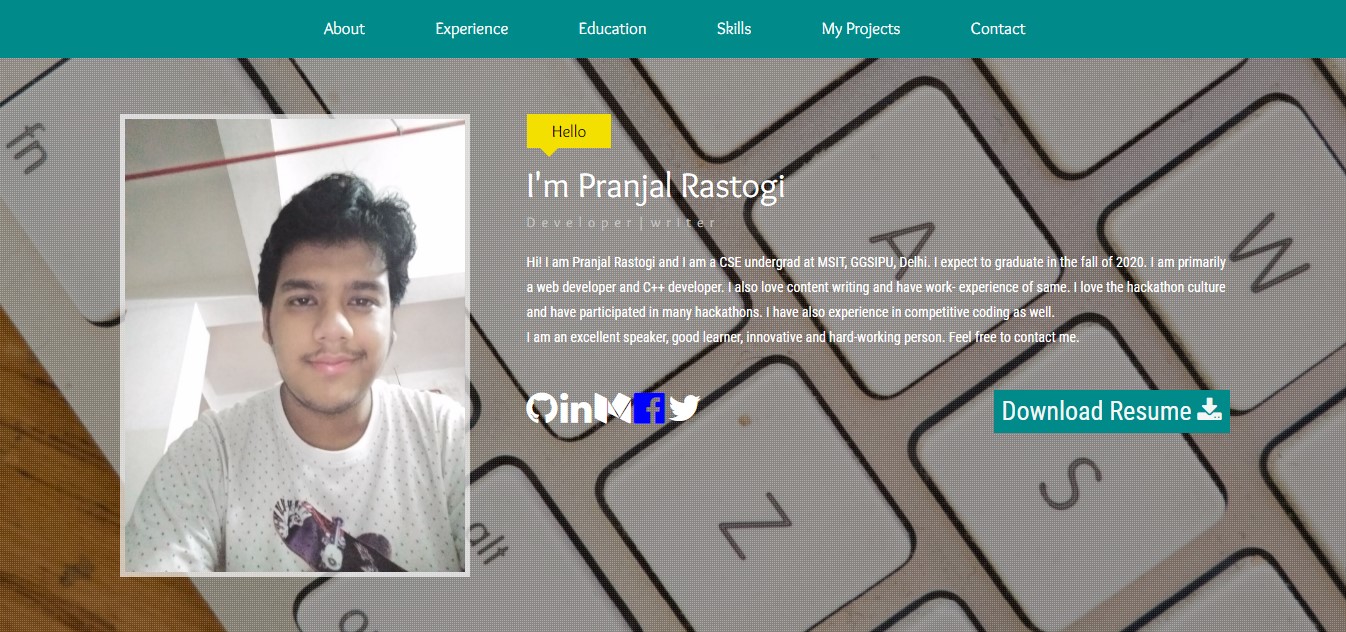 About Experience Education Skills My Projects Contact
Hello
I'm Pranjal Rastogi
Developer|writer
Hi! I am Pranjal Rastogi and I am a CSE undergrad at MSIT, GGSIPU, Delhi. I expect to graduate in the fall of 2020. I am primarily
a web developer and C++ developer. I also love content writing and have work- experience of same. I love the hackathon culture
and have participated in many hackathons. I have also experience in competitive coding as well.
I am an excellent speaker, good learner, innovative and hard-working person. Feel free to contact me.
in f
Download Resume
fn
A
W
S
Z
alt